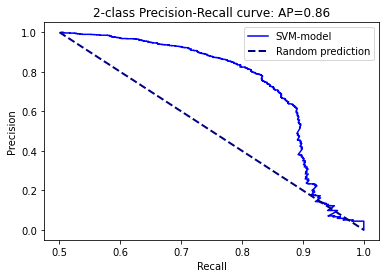 2-class Precision-Recall curve: AP=0.86
SVM-model
Random prediction
Precision
1.0
0.8
0.6
0.4
0.2
0.0
0.5 0.6 0.7 0.8 0.9 1.0
Recall